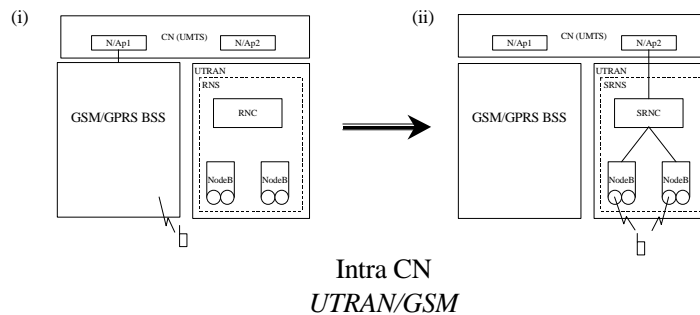 (i)
N/Ap1 CN (UMTS) N/Ap2
UTRAN
RNS
GSM/GPRS BSS
RNC
NodeB NodeB
(ii)
N/Ap1 CN (UMTS) N/Ap2
UTRAN
SRNS
GSM/GPRS BSS
SRNC
NodeB NodeB
Intra CN
UTRAN/GSM